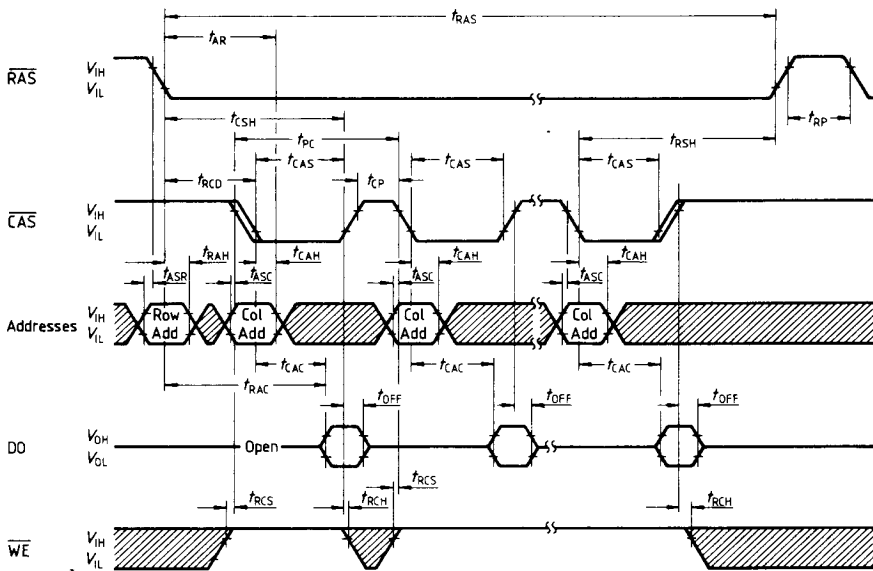 tRAS
tAR
RAS
VIH
VIL
tCSH
tRP
tPC
tRSH
tCAS
tCAS
tCAS
tRCD
tCP
CAS
VIH
VIL
tRAH
tCAH
tCAH
tCAH
tASR
tASC
tASC
tASC
Addresses
VIH
VIL
Row
Add
Col
Add
Col
Add
Col
Add
tCAC
tCAC
tCAC
tRAC
tOFF
tOFF
tOFF
DO
VOH
VOL
Open
tRCS
tRCS
tRCH
tRCH
WE
VIH
VIL